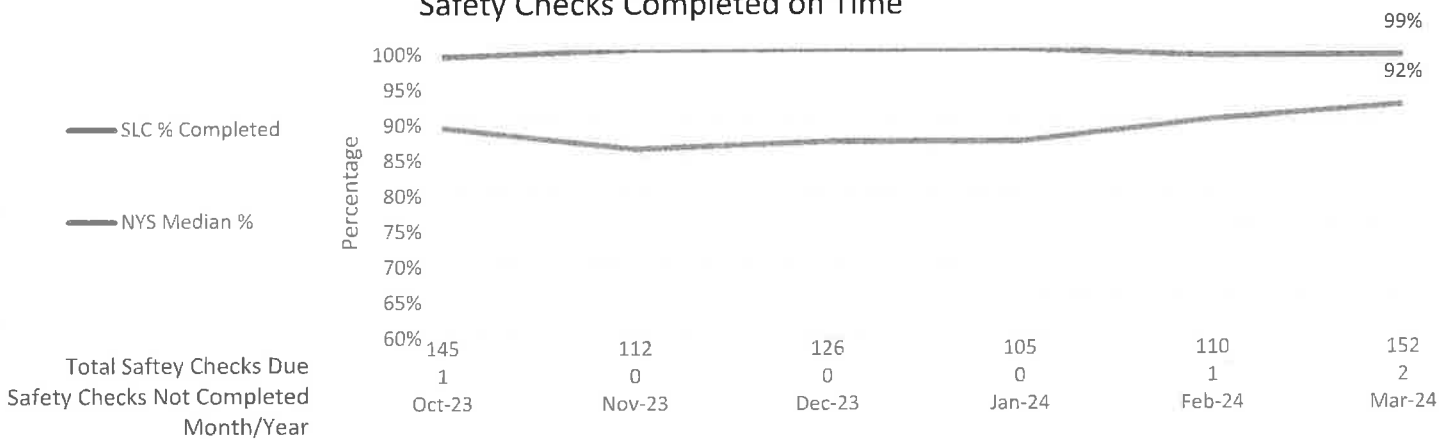 Safety Checks Completed on Time
99%
92%
100%
95%
90%
85%
80%
75%
70%
65%
60%
Percentage
SLC % Completed
NYS Median %
Total Saftey Checks Due 145 112 126 105 110 152
Safety Checks Not Completed 1 0 0 0 1 2
Month/Year Oct-23 Nov-23 Dec-23 Jan-24 Feb-24 Mar-24